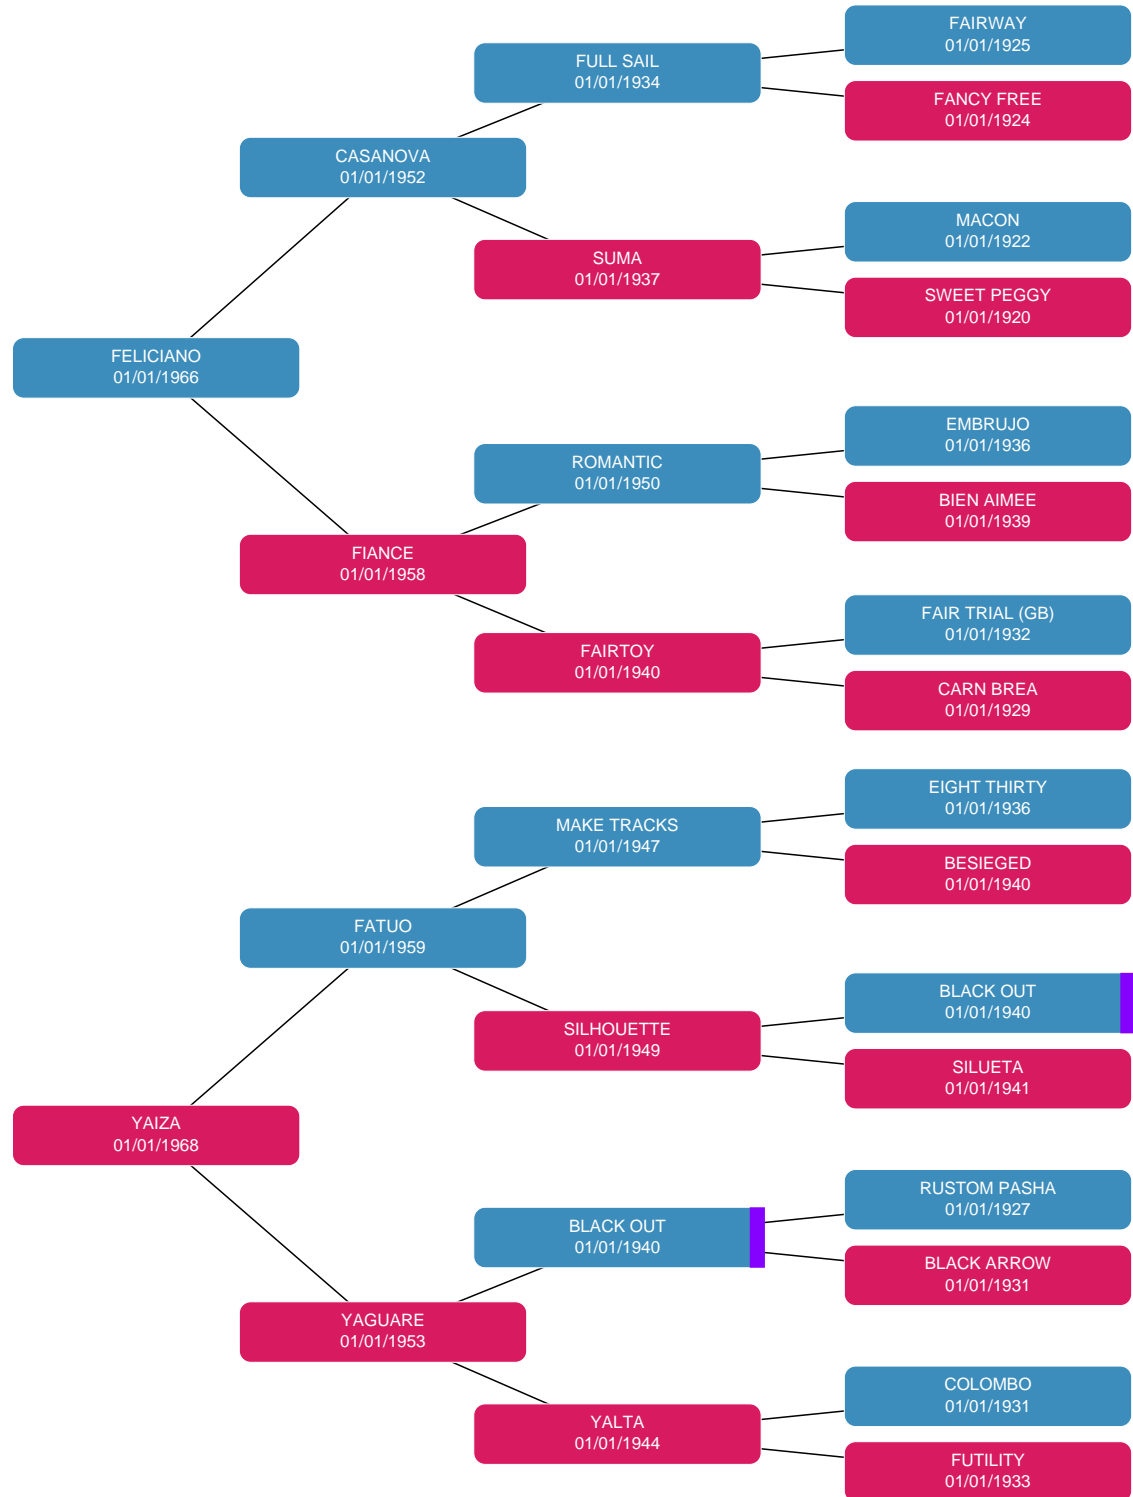 FAIRWAY
01/01/1925
FULL SAIL
01/01/1934
FANCY FREE
01/01/1924
CASANOVA
01/01/1952
MACON
01/01/1922
SUMA
01/01/1937
SWEET PEGGY
01/01/1920
FELICIANO
01/01/1966
EMBRUJO
01/01/1936
ROMANTIC
01/01/1950
BIEN AIMEE
01/01/1939
FIANCE
01/01/1958
FAIR TRIAL (GB)
01/01/1932
FAIRTOY
01/01/1940
CARN BREA
01/01/1929
EIGHT THIRTY
01/01/1936
MAKE TRACKS
01/01/1947
BESIEGED
01/01/1940
FATUO
01/01/1959
BLACK OUT
01/01/1940
SILHOUETTE
01/01/1949
SILUETA
01/01/1941
YAIZA
01/01/1968
RUSTOM PASHA
01/01/1927
BLACK OUT
01/01/1940
BLACK ARROW
01/01/1931
YAGUARE
01/01/1953
COLOMBO
01/01/1931
YALTA
01/01/1944
FUTILITY
01/01/1933